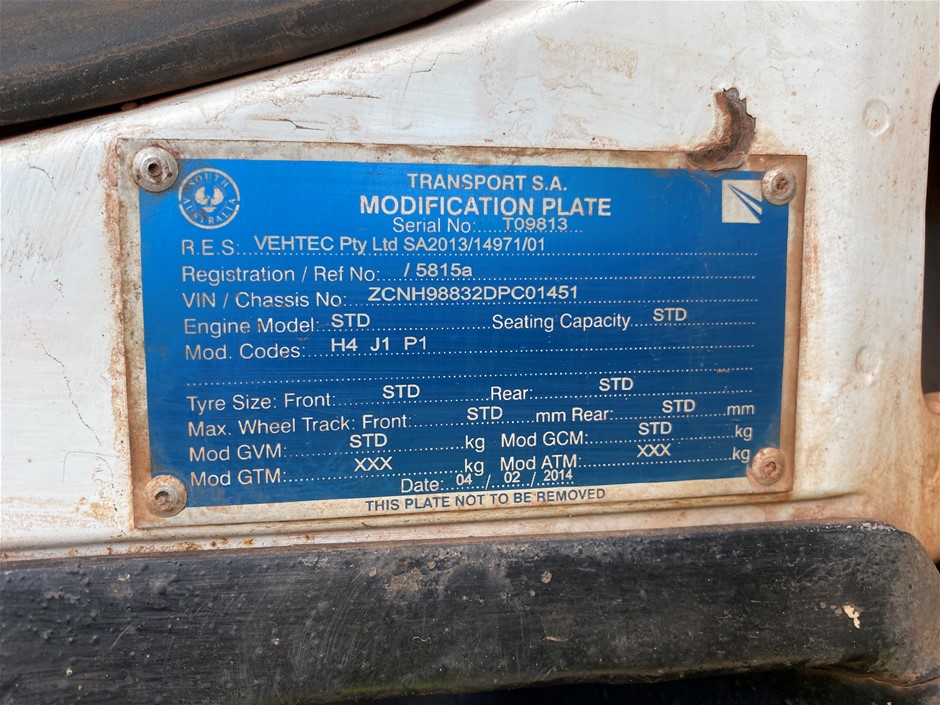 SOUTH AUSTRALIA
TRANSPORT S.A.
MODIFICATION PLATE
Serial No: T09813
R.E.S: VEHTEC Pty Ltd SA2013/14971/01
Registration / Ref No: / 5815a
VIN / Chassis No: ZCNH98832DPC01451
Engine Model: STD Seating Capacity STD
Mod. Codes: H4 J1 P1
Tyre Size: Front: STD Rear: STD
Max. Wheel Track: Front: STD mm Rear: STD mm
Mod GVM: STD kg Mod GCM: STD kg
Mod GTM: XXX kg Mod ATM: XXX kg
Date: 04 / 02 / 2014
THIS PLATE NOT TO BE REMOVED